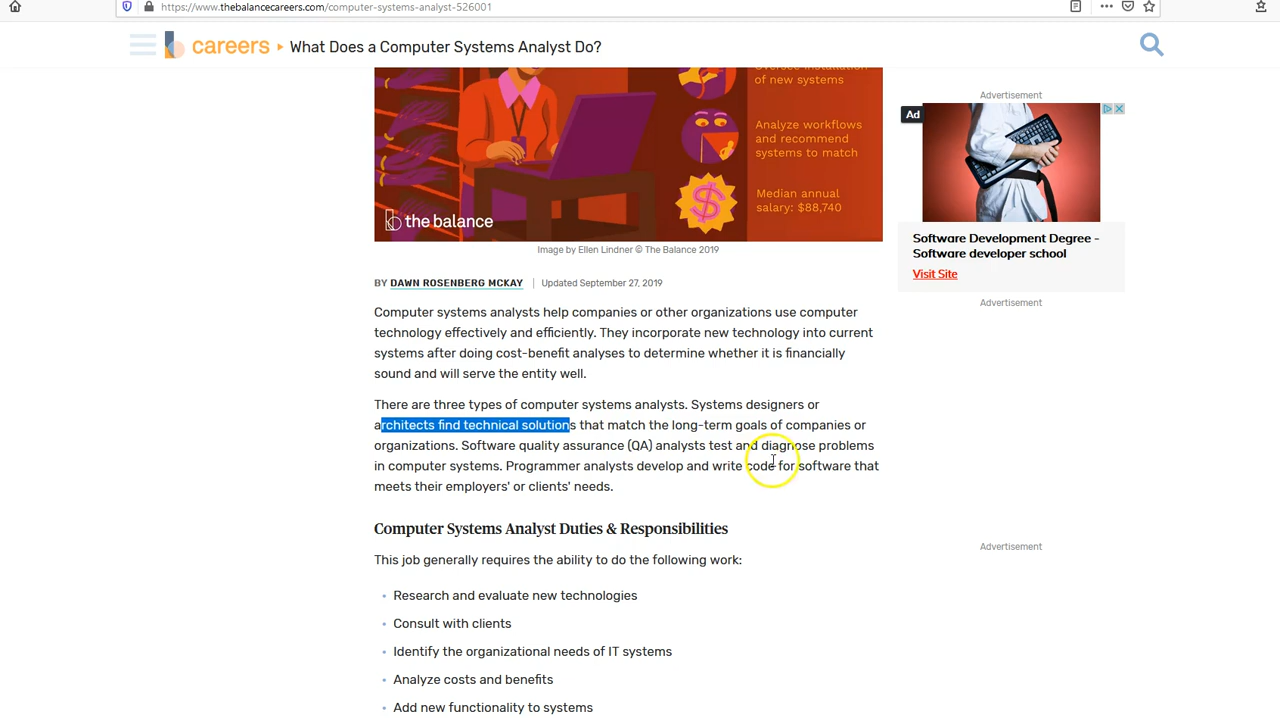 https://www.thebalancecareers.com/computer-systems-analyst-526001
careers ▸ What Does a Computer Systems Analyst Do?
Oversee installation
of new systems
Analyze workflows
and recommend
systems to match
Median annual
salary: $88,740
the balance
Image by Ellen Lindner © The Balance 2019
BY DAWN ROSENBERG MCKAY | Updated September 27, 2019
Computer systems analysts help companies or other organizations use computer
technology effectively and efficiently. They incorporate new technology into current
systems after doing cost-benefit analyses to determine whether it is financially
sound and will serve the entity well.
There are three types of computer systems analysts. Systems designers or
architects find technical solutions that match the long-term goals of companies or
organizations. Software quality assurance (QA) analysts test and diagnose problems
in computer systems. Programmer analysts develop and write code for software that
meets their employers' or clients' needs.
Computer Systems Analyst Duties & Responsibilities
This job generally requires the ability to do the following work:
• Research and evaluate new technologies
• Consult with clients
• Identify the organizational needs of IT systems
• Analyze costs and benefits
• Add new functionality to systems
Advertisement
Ad
Software Development Degree -
Software developer school
Visit Site
Advertisement
Advertisement